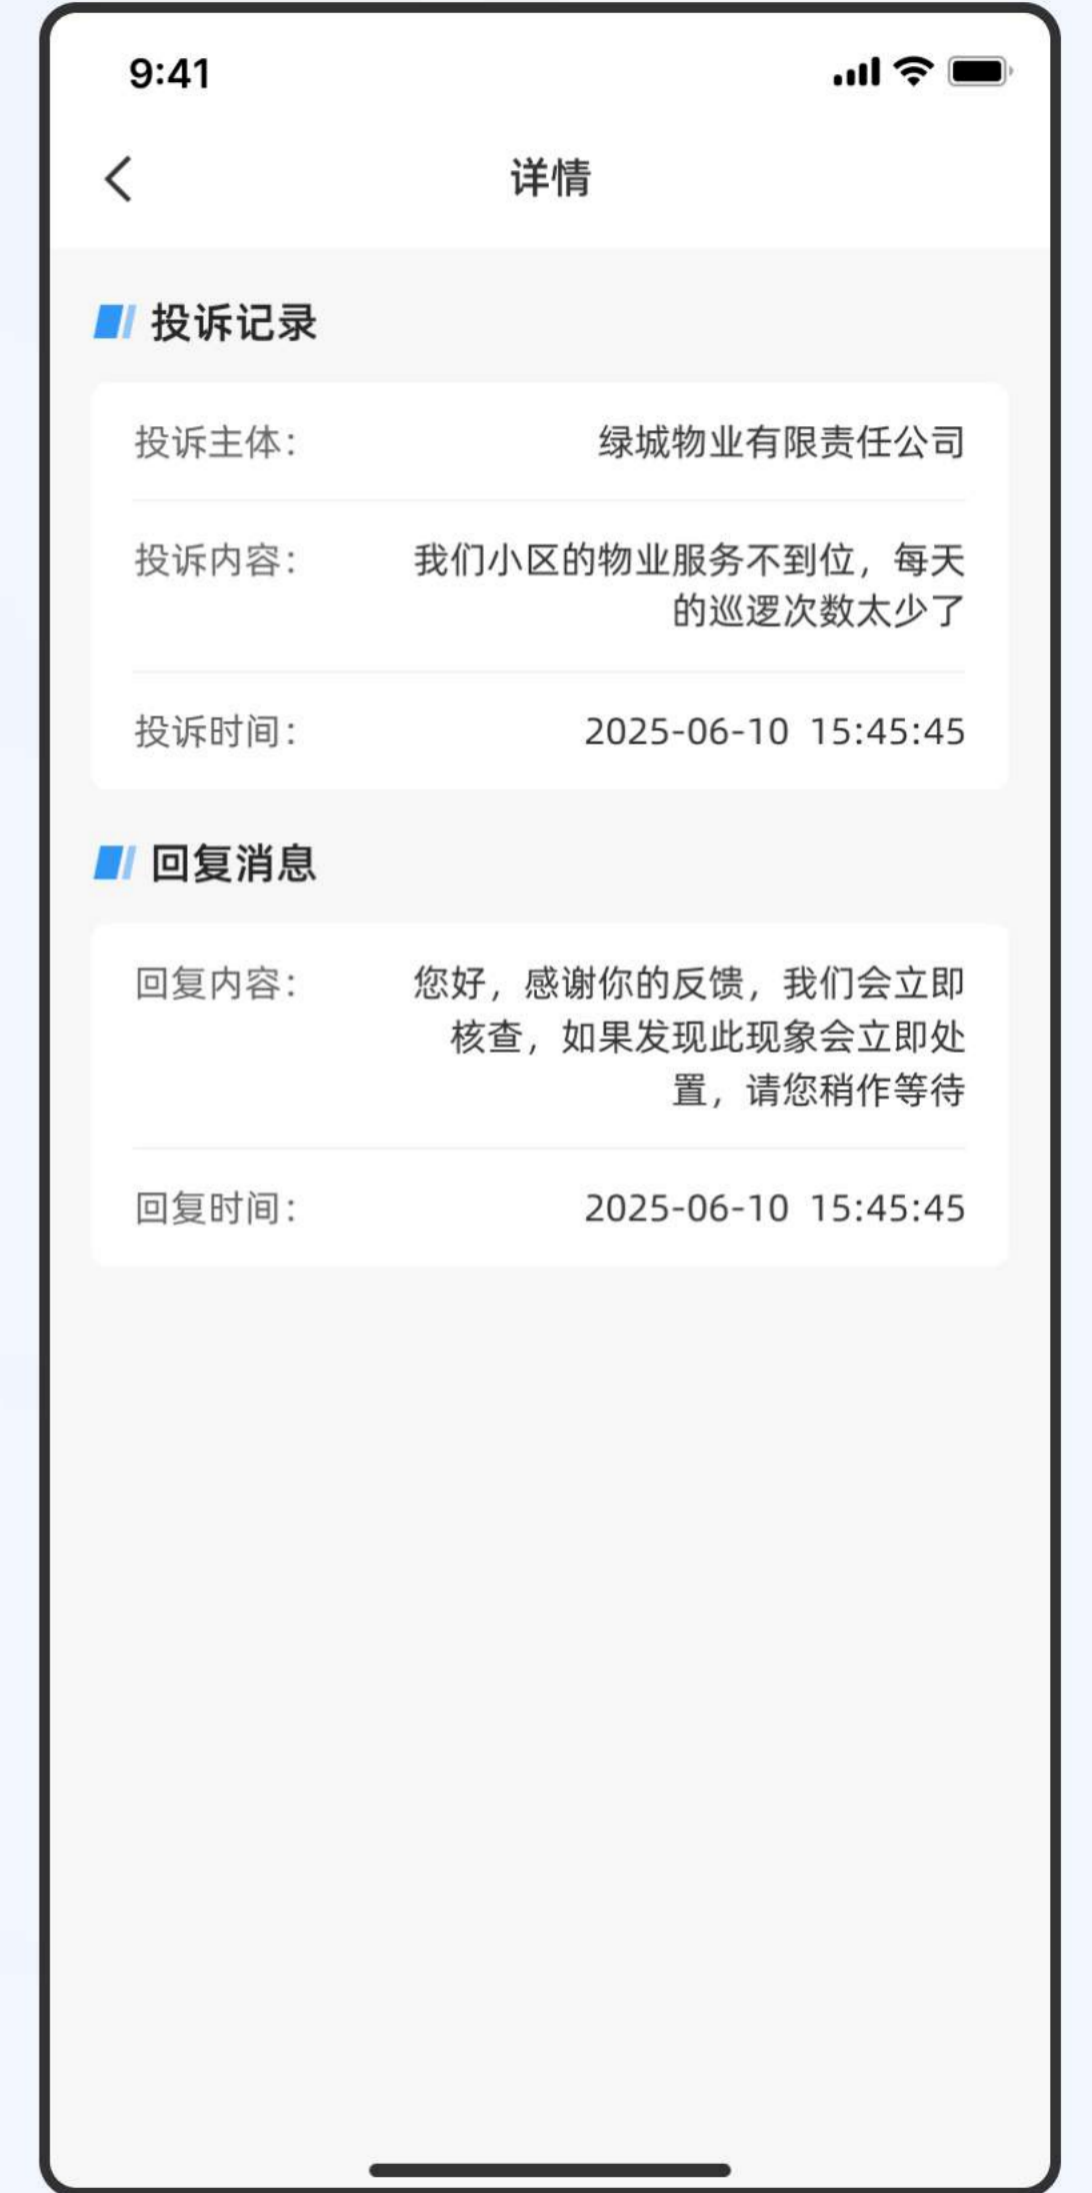 9:41
详情
投诉记录
投诉主体：
绿城物业有限责任公司
投诉内容：
我们小区的物业服务不到位，每天
的巡逻次数太少了
投诉时间：
2025-06-10 15:45:45
回复消息
回复内容：
您好，感谢你的反馈，我们会立即
核查，如果发现此现象会立即处
置，请您稍作等待
回复时间：
2025-06-10 15:45:45